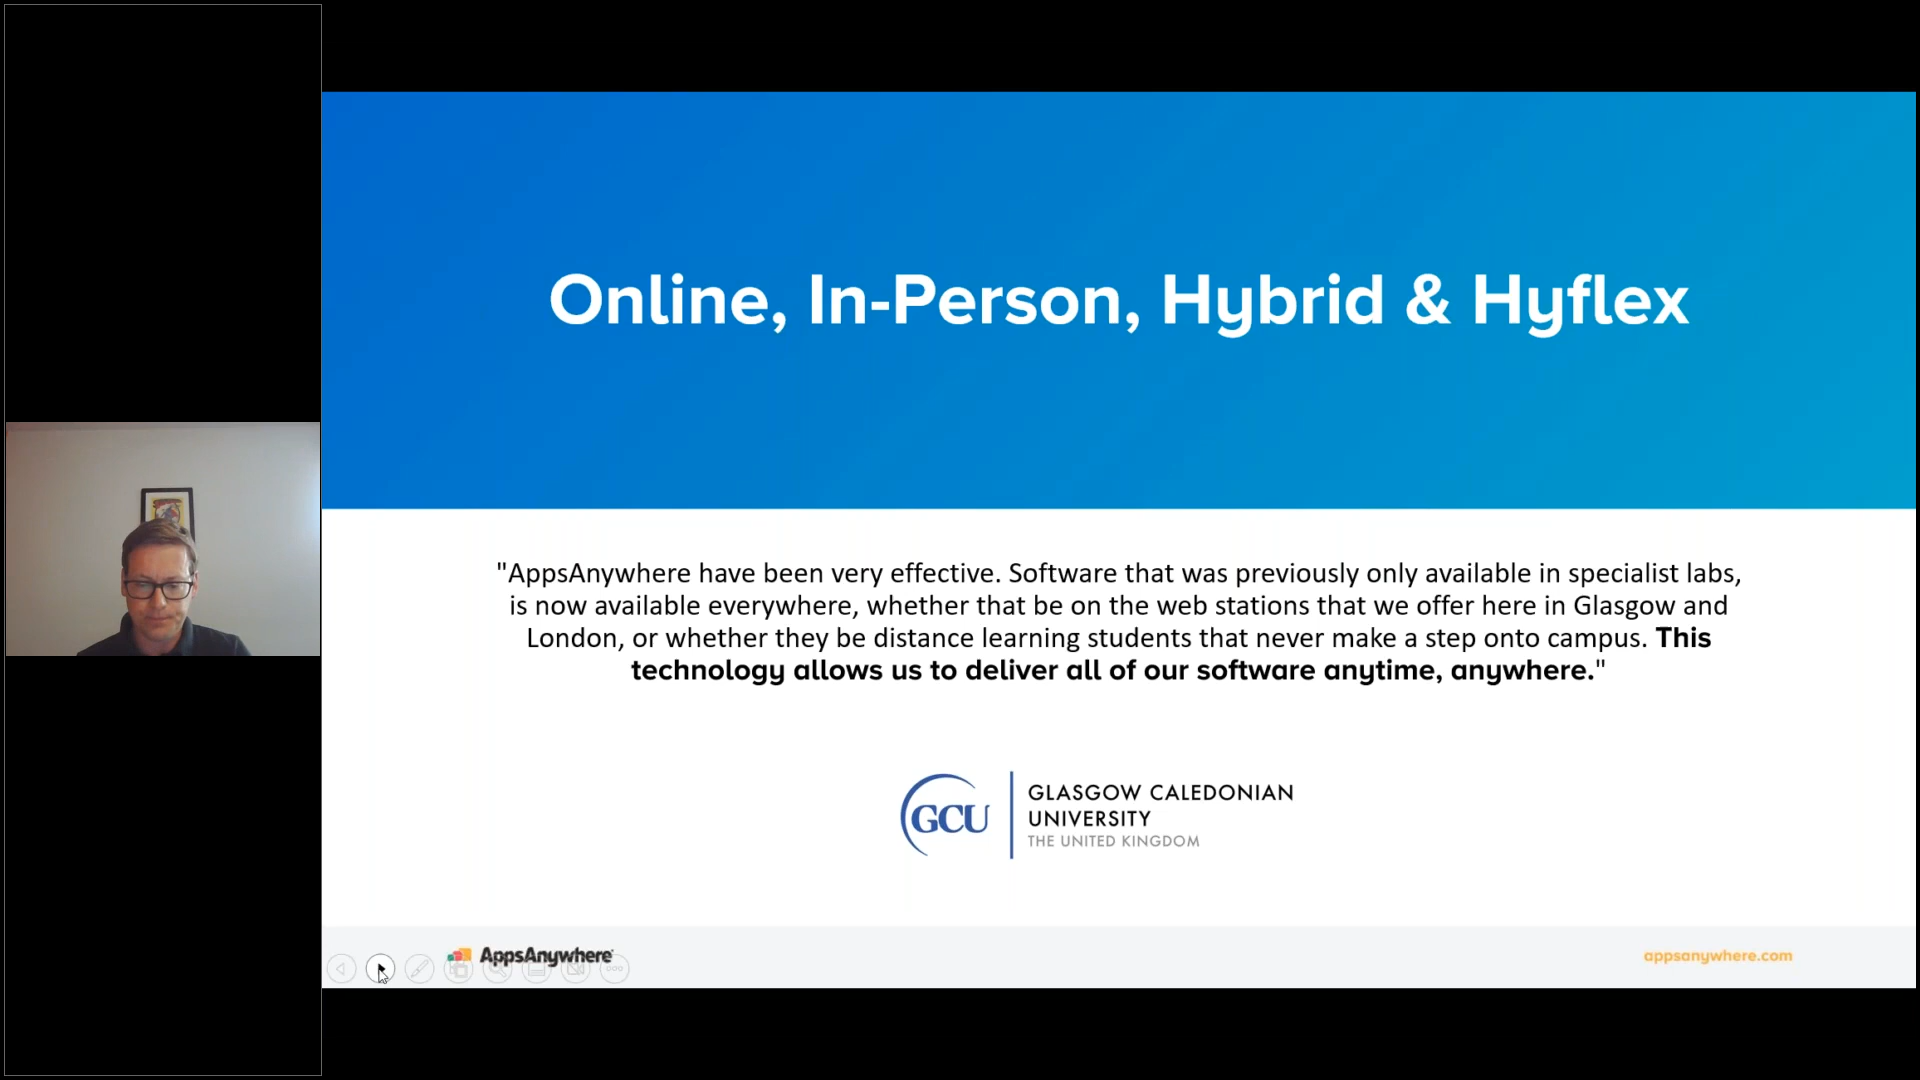 Online, In-Person, Hybrid & Hyflex
"AppsAnywhere have been very effective. Software that was previously only available in specialist labs,
is now available everywhere, whether that be on the web stations that we offer here in Glasgow and
London, or whether they be distance learning students that never make a step onto campus. This
technology allows us to deliver all of our software anytime, anywhere."
GCU
GLASGOW CALEDONIAN
UNIVERSITY
THE UNITED KINGDOM
AppsAnywhere
appsanywhere.com